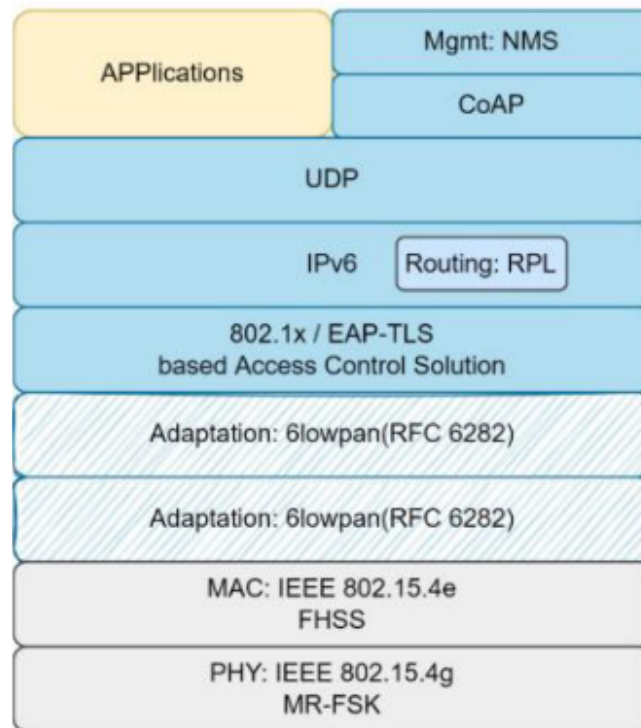 APPlications
Mgmt: NMS
CoAP
UDP
IPv6
Routing: RPL
802.1x / EAP-TLS
based Access Control Solution
Adaptation: 6lowpan(RFC 6282)
Adaptation: 6lowpan(RFC 6282)
MAC: IEEE 802.15.4e
FHSS
PHY: IEEE 802.15.4g
MR-FSK